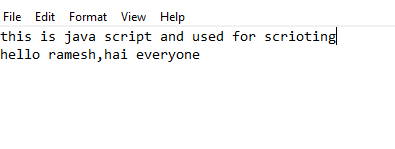 File Edit Format View Help
this is java script and used for scrioting
hello ramesh,hai everyone